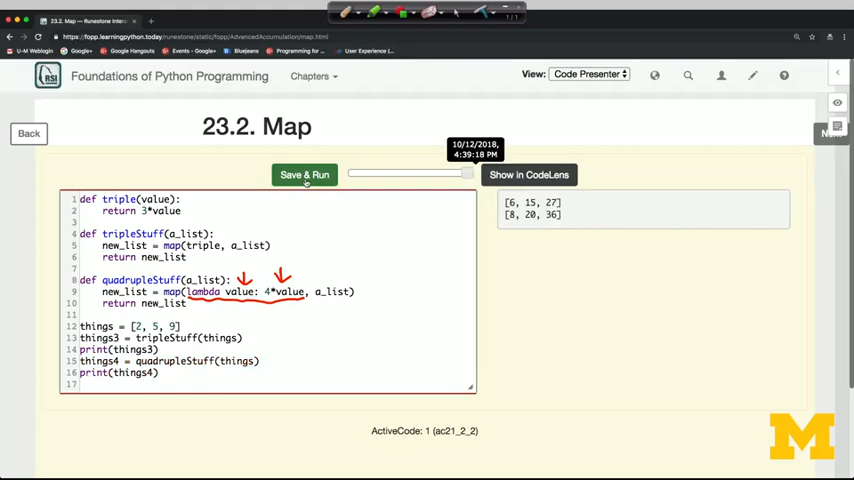 23.2. Map - Runestone Inter
1 / 1
https://fopp.learningpython.today/runestone/static/fopp/AdvancedAccumulation/map.html
U-M Weblogin
Google+
Google Hangouts
Events - Google+
Bluejeans
Programming for ...
User Experience (...
RSI
Foundations of Python Programming
Chapters
View:
Code Presenter
Back
23.2. Map
10/12/2018,
4:39:18 PM
Save & Run
Show in CodeLens
1 def triple(value):
2 return 3*value
3
4 def tripleStuff(a_list):
5 new_list = map(triple, a_list)
6 return new_list
7
8 def quadrupleStuff(a_list):
9 new_list = map(lambda value: 4*value, a_list)
10 return new_list
11
12 things = [2, 5, 9]
13 things3 = tripleStuff(things)
14 print(things3)
15 things4 = quadrupleStuff(things)
16 print(things4)
17
[6, 15, 27]
[8, 20, 36]
ActiveCode: 1 (ac21_2_2)
M